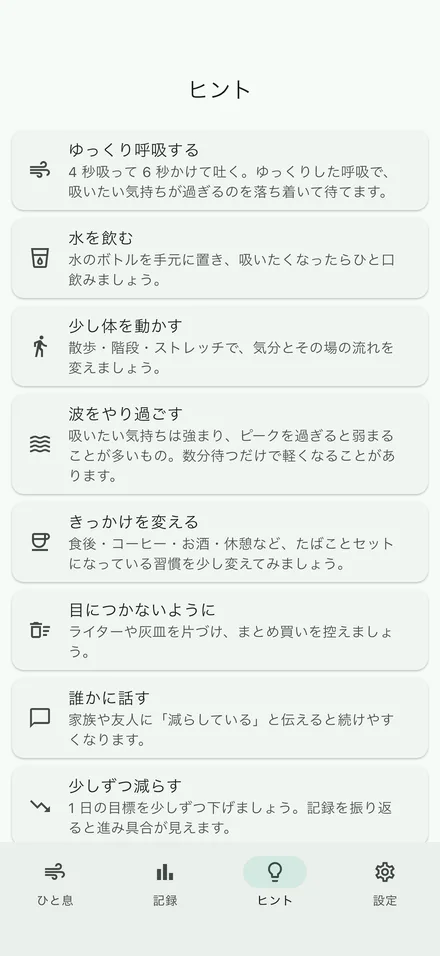 ヒント
ゆっくり呼吸する
4 秒吸って 6 秒かけて吐く。ゆっくりした呼吸で、
吸いたい気持ちが過ぎるのを落ち着いて待てます。
水を飲む
水のボトルを手元に置き、吸いたくなったらひと口
飲みましょう。
少し体を動かす
散歩・階段・ストレッチで、気分とその場の流れを
変えましょう。
波をやり過ごす
吸いたい気持ちは強まり、ピークを過ぎると弱まる
ことが多いもの。数分待つだけで軽くなることがあ
ります。
きっかけを変える
食後・コーヒー・お酒・休憩など、たばことセット
になっている習慣を少し変えてみましょう。
目につかないように
ライターや灰皿を片づけ、まとめ買いを控えましょ
う。
誰かに話す
家族や友人に「減らしている」と伝えると続けやす
くなります。
少しずつ減らす
1 日の目標を少しずつ下げましょう。記録を振り返
ると進み具合が見えます。
ひと息
記録
ヒント
設定